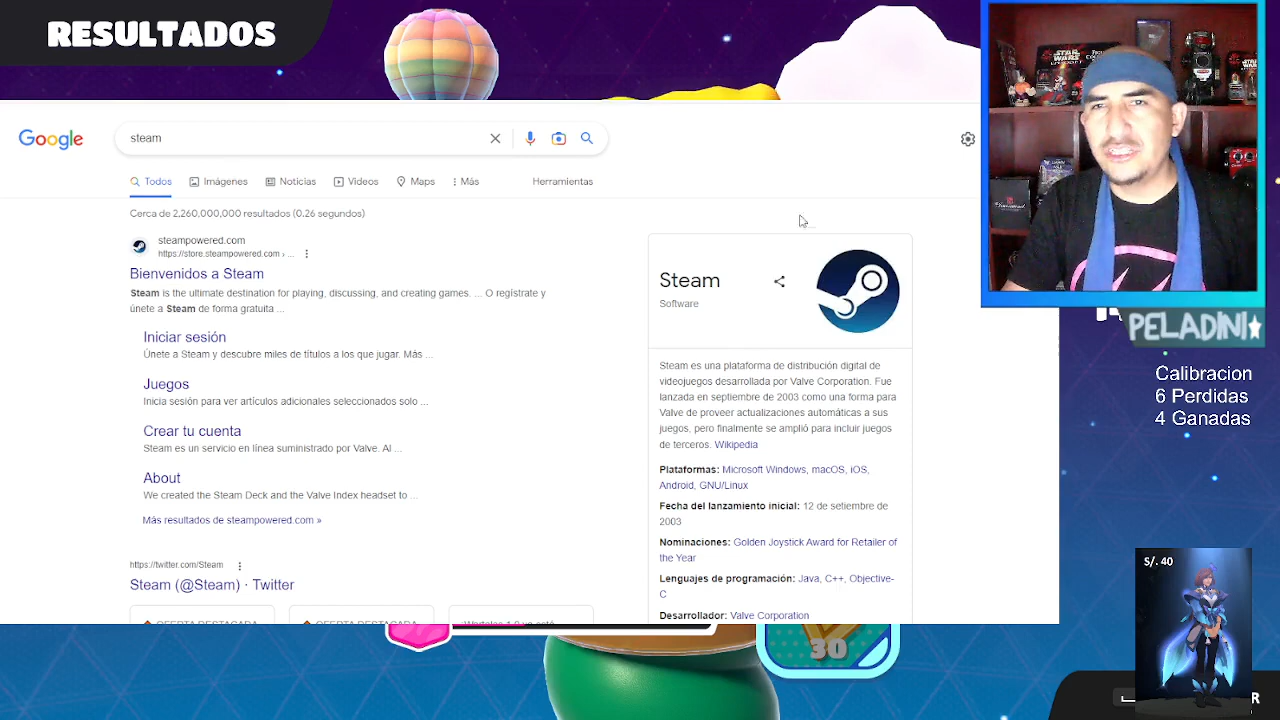 RESULTADOS
Google
steam
Todos
Imágenes
Noticias
Videos
Maps
Más
Herramientas
Cerca de 2,260,000,000 resultados (0.26 segundos)
steampowered.com
https://store.steampowered.com › ...
Bienvenidos a Steam
Steam is the ultimate destination for playing, discussing, and creating games. ... O regístrate y
únete a Steam de forma gratuita ...
Iniciar sesión
Únete a Steam y descubre miles de títulos a los que jugar. Más ...
Juegos
Inicia sesión para ver artículos adicionales seleccionados solo ...
Crear tu cuenta
Steam es un servicio en línea suministrado por Valve. Al ...
About
We created the Steam Deck and the Valve Index headset to ...
Más resultados de steampowered.com »
https://twitter.com/Steam
Steam (@Steam) · Twitter
OFERTA DESTACADA
OFERTA DESTACADA
Steam
Software
Steam es una plataforma de distribución digital de
videojuegos desarrollada por Valve Corporation. Fue
lanzada en septiembre de 2003 como una forma para
Valve de proveer actualizaciones automáticas a sus
juegos, pero finalmente se amplió para incluir juegos
de terceros. Wikipedia
Plataformas: Microsoft Windows, macOS, iOS,
Android, GNU/Linux
Fecha del lanzamiento inicial: 12 de setiembre de
2003
Nominaciones: Golden Joystick Award for Retailer of
the Year
Lenguajes de programación: Java, C++, Objective-
C
Desarrollador: Valve Corporation
STAR WARS
PELADINI
Calibracion
6 Perdidas
4 Ganadas
S/. 40
30
R